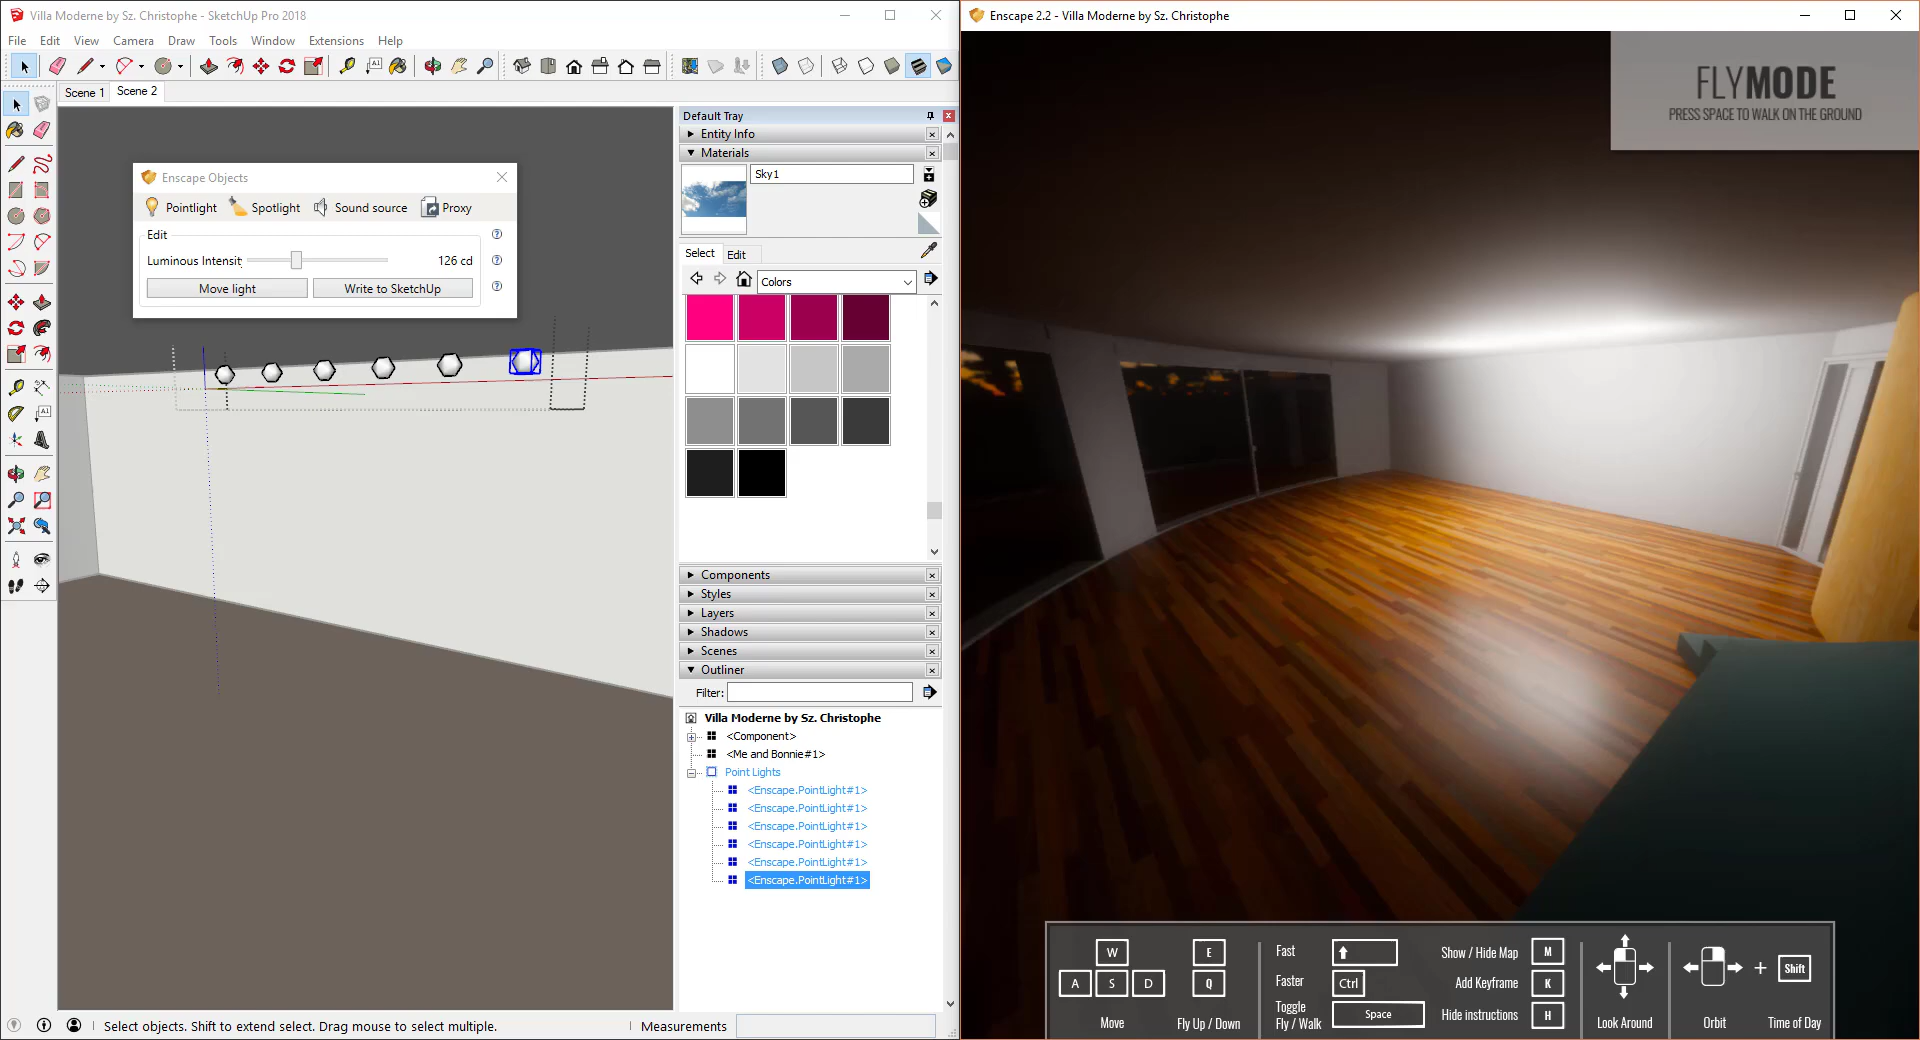 Villa Moderne by Sz. Christophe - SketchUp Pro 2018
File Edit View Camera Draw Tools Window Extensions Help
Scene 1 Scene 2
Enscape Objects
Pointlight Spotlight Sound source Proxy
Edit
Luminous Intensity 126 cd
Move light Write to SketchUp
Default Tray
Entity Info
Materials
Sky1
Select Edit
Colors
Components
Styles
Layers
Shadows
Scenes
Outliner
Filter:
Villa Moderne by Sz. Christophe
<Component>
<Me and Bonnie#1>
Point Lights
<Enscape.PointLight#1>
<Enscape.PointLight#1>
<Enscape.PointLight#1>
<Enscape.PointLight#1>
<Enscape.PointLight#1>
<Enscape.PointLight#1>
Select objects. Shift to extend select. Drag mouse to select multiple.
Measurements
Enscape 2.2 - Villa Moderne by Sz. Christophe
FLYMODE
PRESS SPACE TO WALK ON THE GROUND
W
A S D
Move
E
Q
Fly Up / Down
Fast
Faster Ctrl
Toggle
Fly / Walk Space
Show / Hide Map M
Add Keyframe K
Hide instructions H
Look Around
Orbit
+ Shift
Time of Day